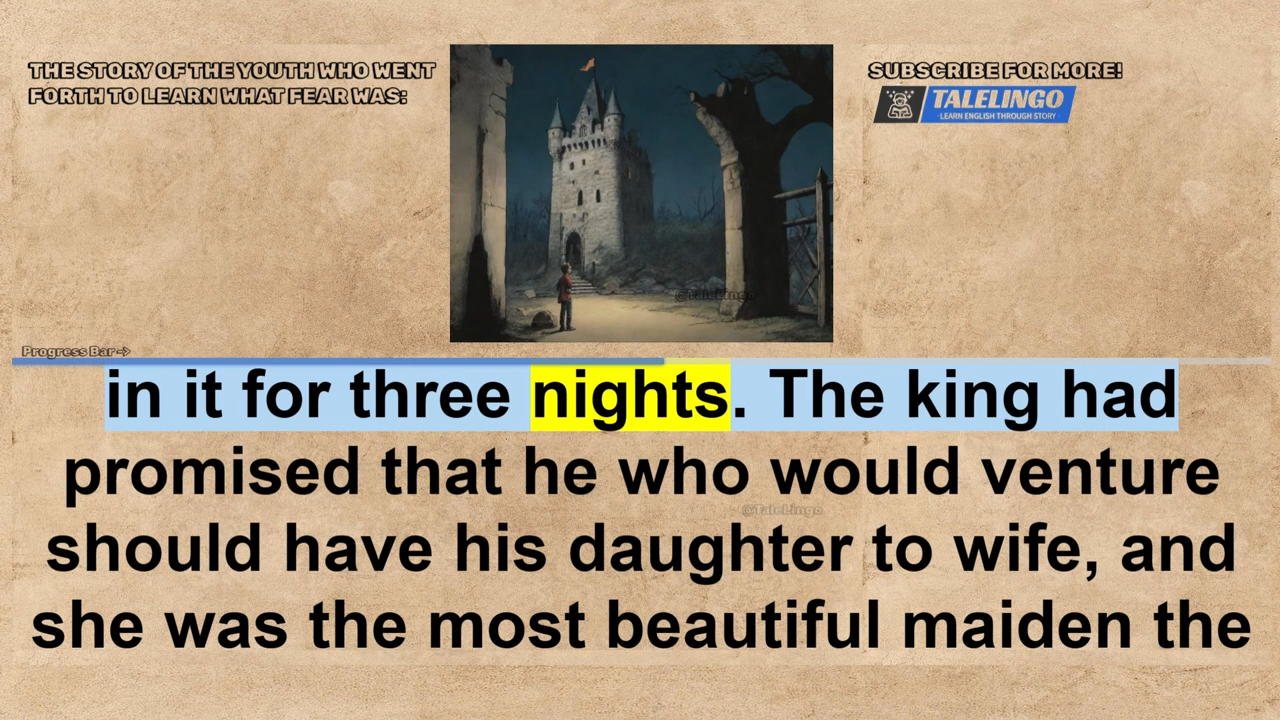 THE STORY OF THE YOUTH WHO WENT
FORTH TO LEARN WHAT FEAR WAS:
SUBSCRIBE FOR MORE!
TALELINGO
· LEARN ENGLISH THROUGH STORY ·
@TaleLingo
Progress Bar->
in it for three nights. The king had
promised that he who would venture
@TaleLingo
should have his daughter to wife, and
she was the most beautiful maiden the